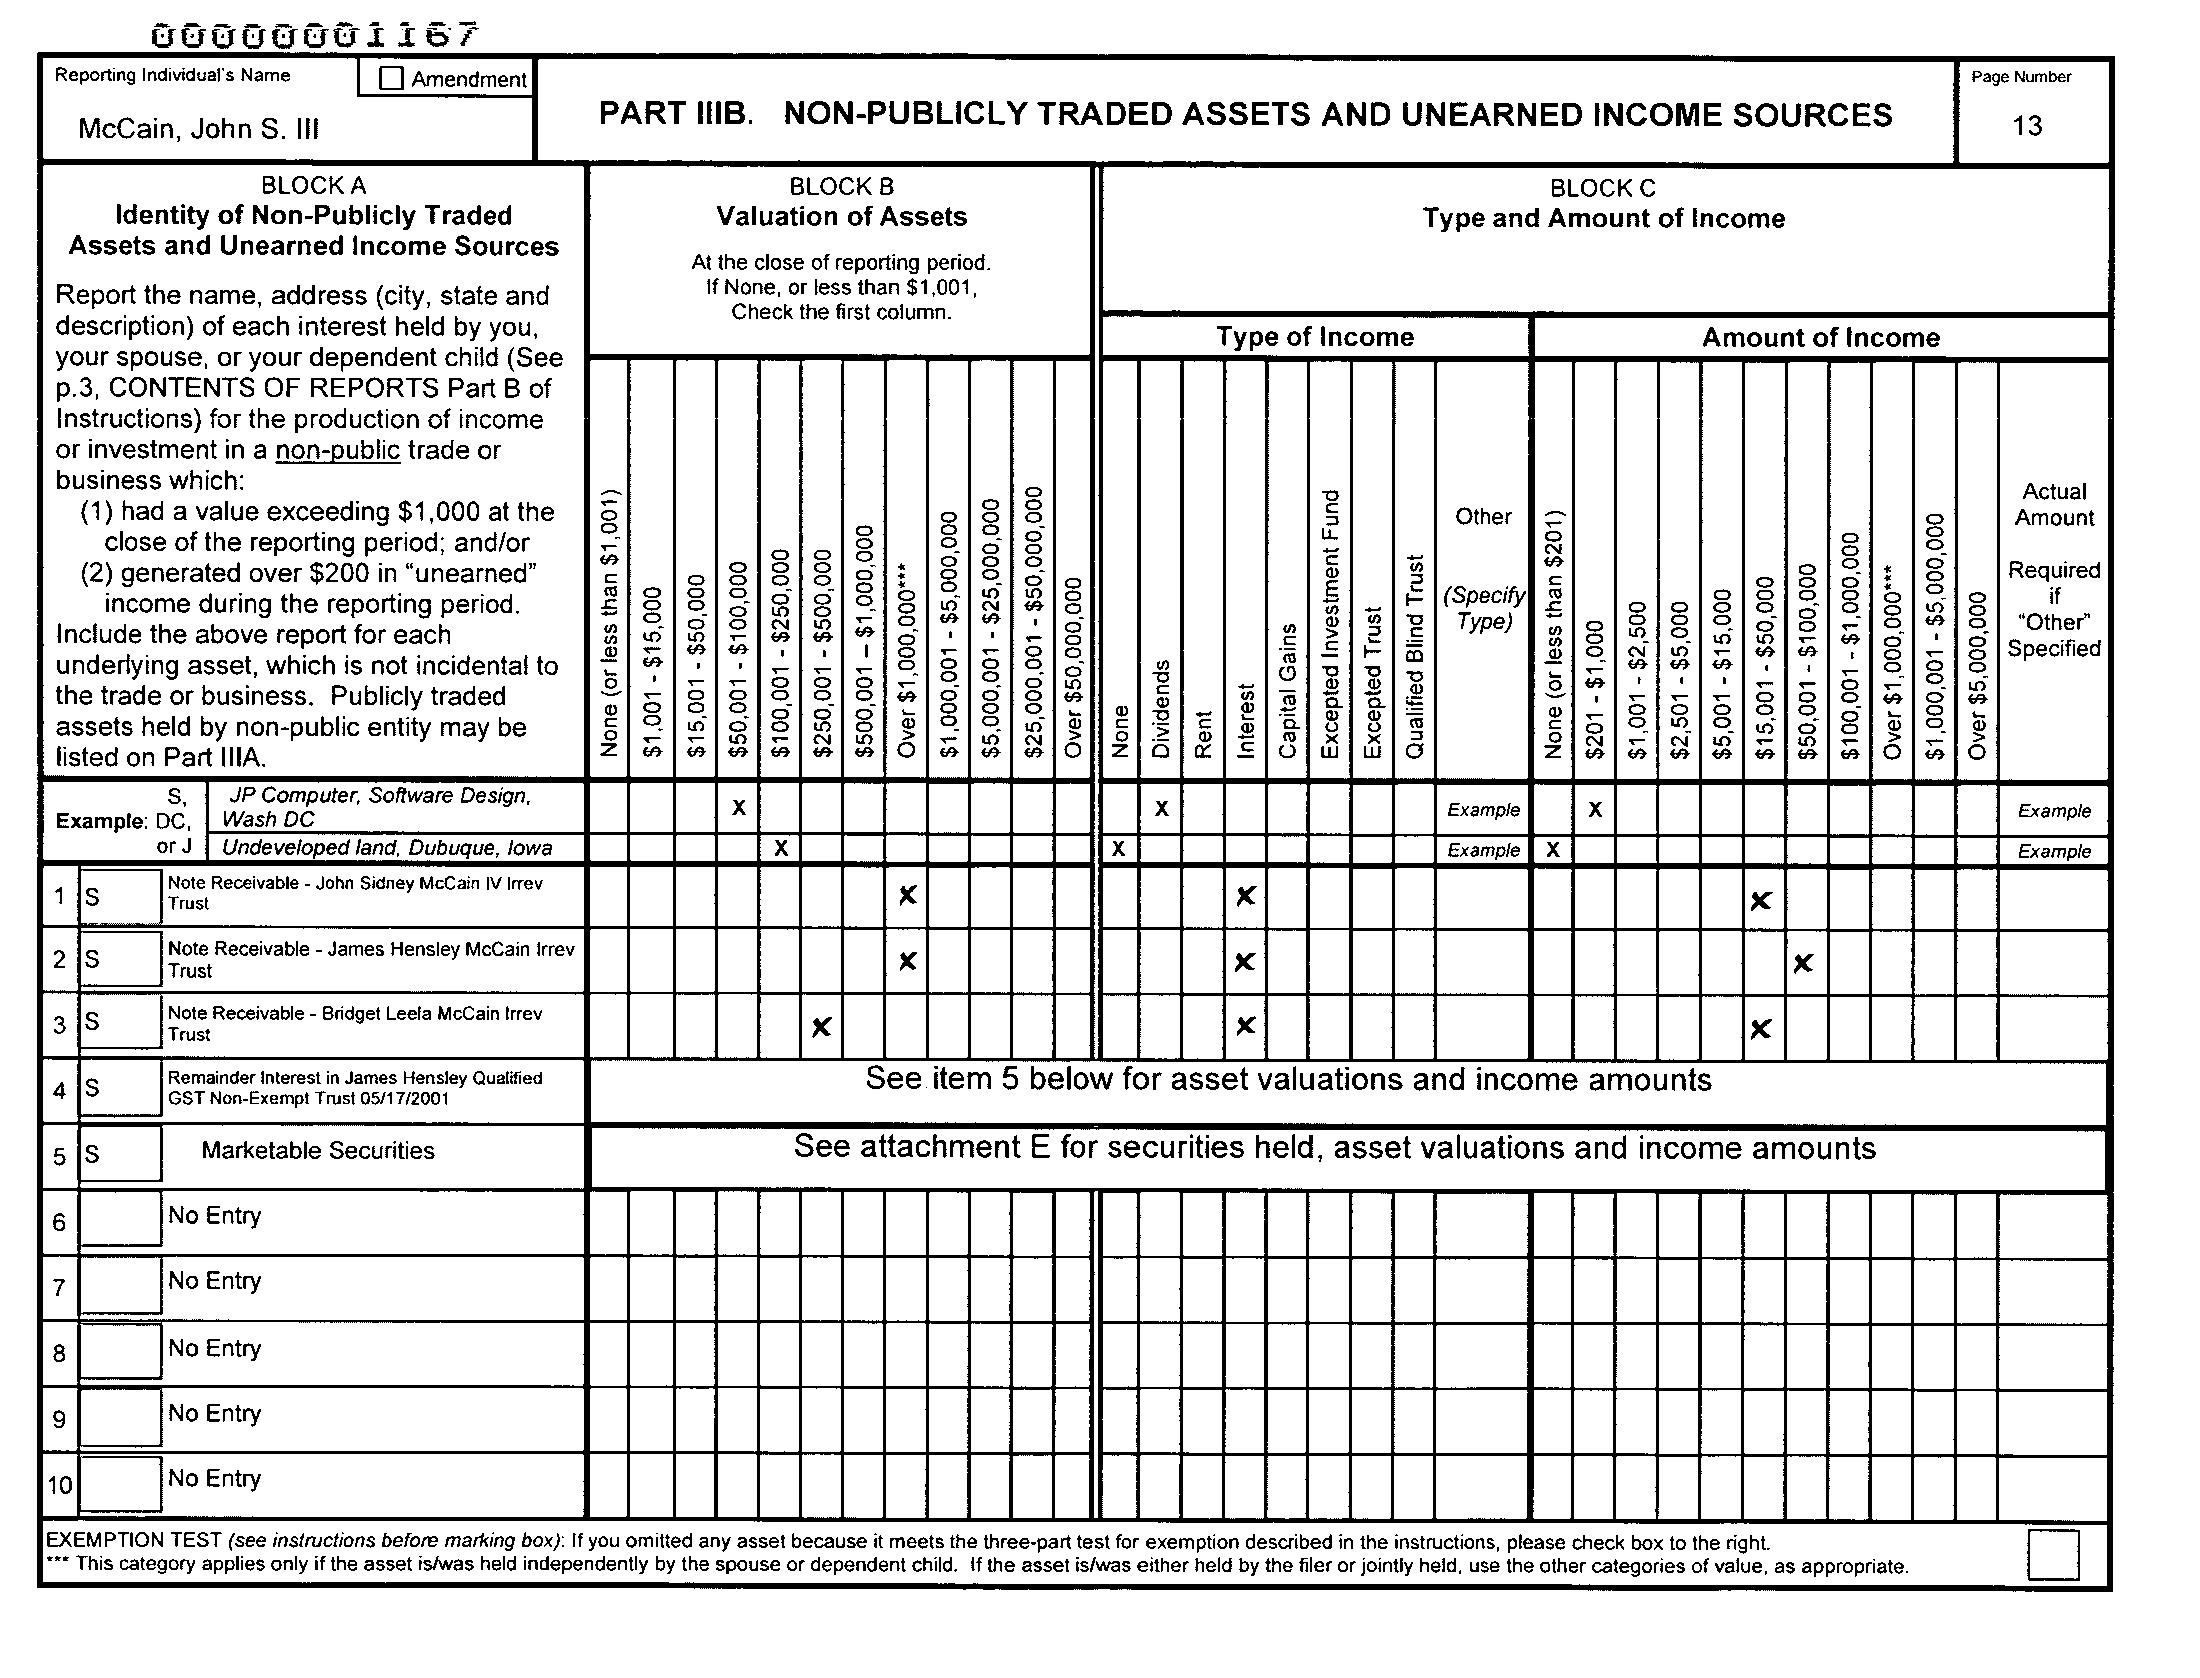 00000001167
Reporting Individual's Name
Amendment
McCain, John S. III
PART IIIB. NON-PUBLICLY TRADED ASSETS AND UNEARNED INCOME SOURCES
Page Number
13
BLOCK A
Identity of Non-Publicly Traded
Assets and Unearned Income Sources
Report the name, address (city, state and
description) of each interest held by you,
your spouse, or your dependent child (See
p.3, CONTENTS OF REPORTS Part B of
Instructions) for the production of income
or investment in a non-public trade or
business which:
(1) had a value exceeding $1,000 at the
close of the reporting period; and/or
(2) generated over $200 in “unearned”
income during the reporting period.
Include the above report for each
underlying asset, which is not incidental to
the trade or business. Publicly traded
assets held by non-public entity may be
listed on Part IIIA.
BLOCK B
Valuation of Assets
At the close of reporting period.
If None, or less than $1,001,
Check the first column.
None (or less than $1,001)
$1,001 - $15,000
$15,001 - $50,000
$50,001 - $100,000
$100,001 - $250,000
$250,001 - $500,000
$500,001 – $1,000,000
Over $1,000,000***
$1,000,001 - $5,000,000
$5,000,001 - $25,000,000
$25,000,001 - $50,000,000
Over $50,000,000
BLOCK C
Type and Amount of Income
Type of Income
None
Dividends
Rent
Interest
Capital Gains
Excepted Investment Fund
Excepted Trust
Qualified Blind Trust
Other
(Specify
Type)
Amount of Income
None (or less than $201)
$201 - $1,000
$1,001 - $2,500
$2,501 - $5,000
$5,001 - $15,000
$15,001 - $50,000
$50,001 - $100,000
$100,001 - $1,000,000
Over $1,000,000***
$1,000,001 - $5,000,000
Over $5,000,000
Actual
Amount
Required
if
“Other”
Specified
Example: S, DC, or J
JP Computer, Software Design,
Wash DC
X X Example X Example
Undeveloped land, Dubuque, Iowa X X Example X Example
1 S Note Receivable - John Sidney McCain IV Irrev
Trust
X X X
2 S Note Receivable - James Hensley McCain Irrev
Trust
X X X
3 S Note Receivable - Bridget Leela McCain Irrev
Trust
X X X
4 S Remainder Interest in James Hensley Qualified
GST Non-Exempt Trust 05/17/2001
See item 5 below for asset valuations and income amounts
5 S Marketable Securities See attachment E for securities held, asset valuations and income amounts
6 No Entry
7 No Entry
8 No Entry
9 No Entry
10 No Entry
EXEMPTION TEST (see instructions before marking box): If you omitted any asset because it meets the three-part test for exemption described in the instructions, please check box to the right.
*** This category applies only if the asset is/was held independently by the spouse or dependent child. If the asset is/was either held by the filer or jointly held, use the other categories of value, as appropriate.